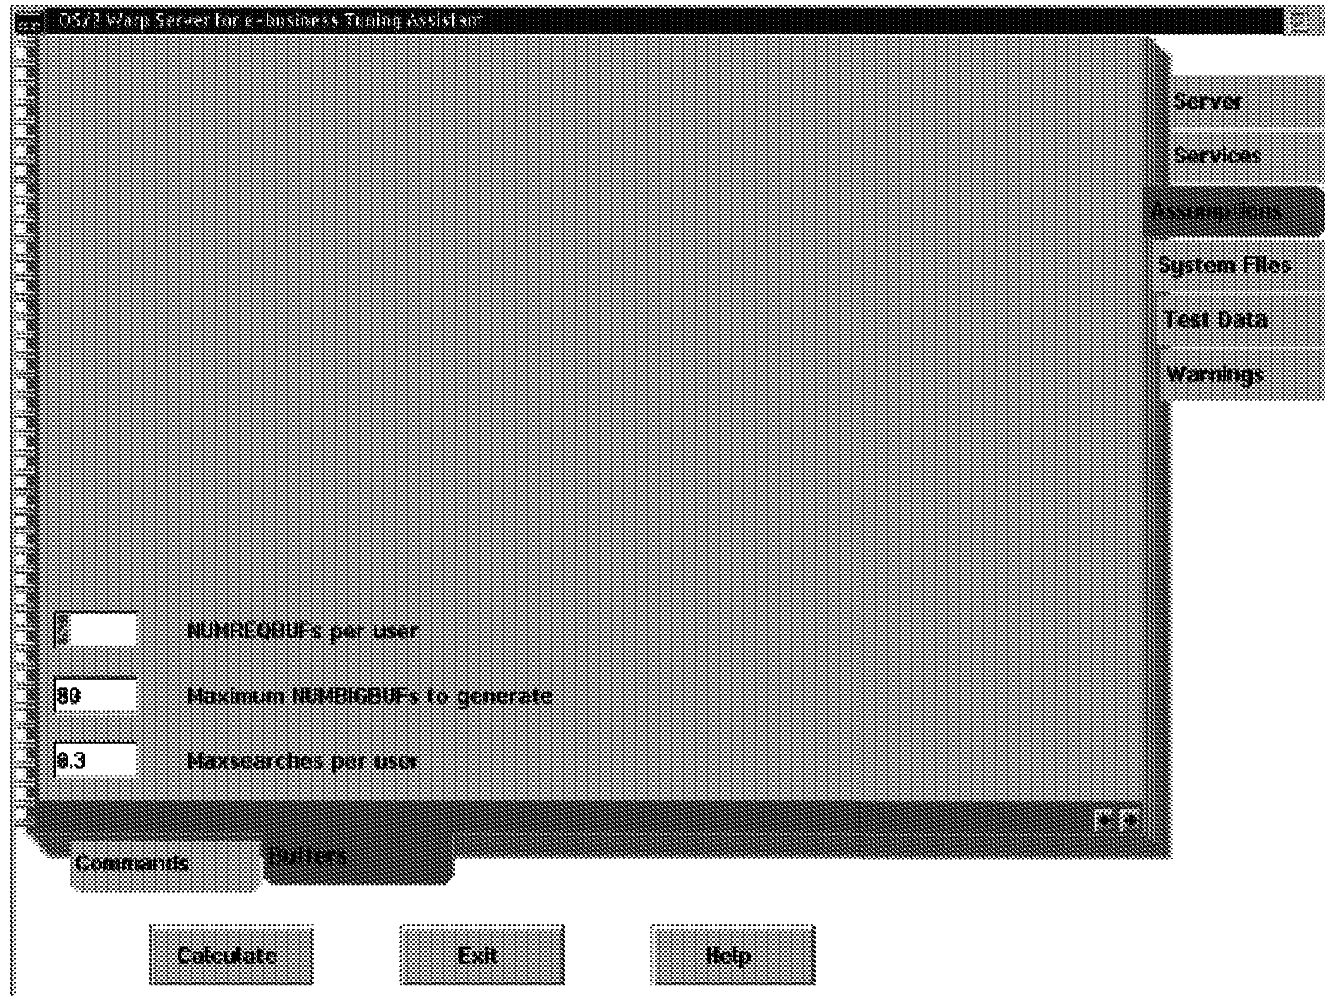 OS/2 Warp Server for e-business Tuning Assistant
Server
Services
Assumptions
System Files
Test Data
Warnings
NUMREQBUFs per user
80 Maximum NUMBIGBUFs to generate
0.3 Maxsearches per user
Commands
Buffers
Calculate Exit Help